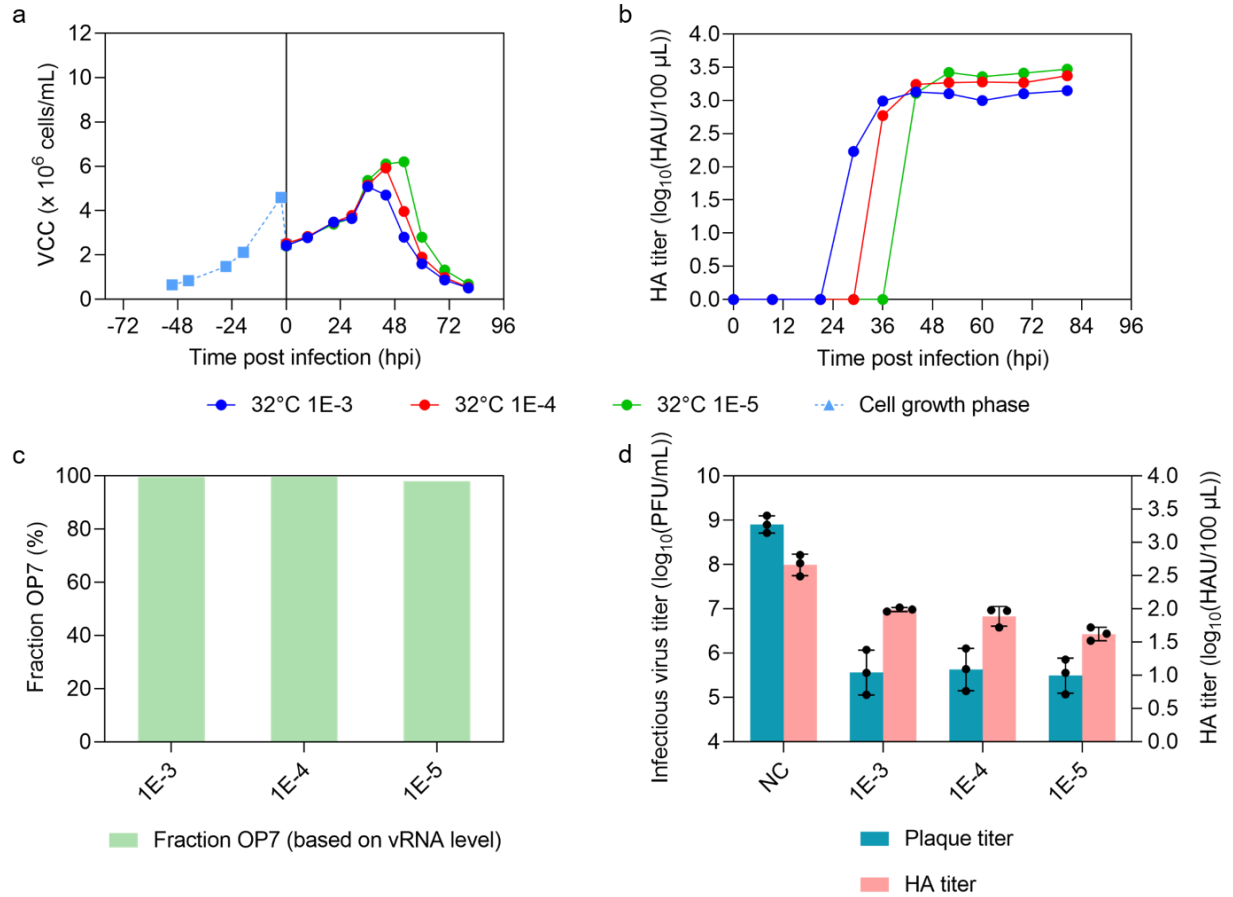 a
VCC (x 10⁶ cells/mL)
12
10
8
6
4
2
0
-72 -48 -24 0 24 48 72 96
Time post infection (hpi)
b
HA titer (log₁₀(HAU/100 µL))
4.0
3.5
3.0
2.5
2.0
1.5
1.0
0.5
0.0
0 12 24 36 48 60 72 84 96
Time post infection (hpi)
32°C 1E-3 32°C 1E-4 32°C 1E-5 Cell growth phase
c
Fraction OP7 (%)
100
80
60
40
20
0
1E-3 1E-4 1E-5
Fraction OP7 (based on vRNA level)
d
Infectious virus titer (log₁₀(PFU/mL))
10
9
8
7
6
5
4
HA titer (log₁₀(HAU/100 µL))
4.0
3.5
3.0
2.5
2.0
1.5
1.0
0.5
0.0
NC 1E-3 1E-4 1E-5
Plaque titer
HA titer